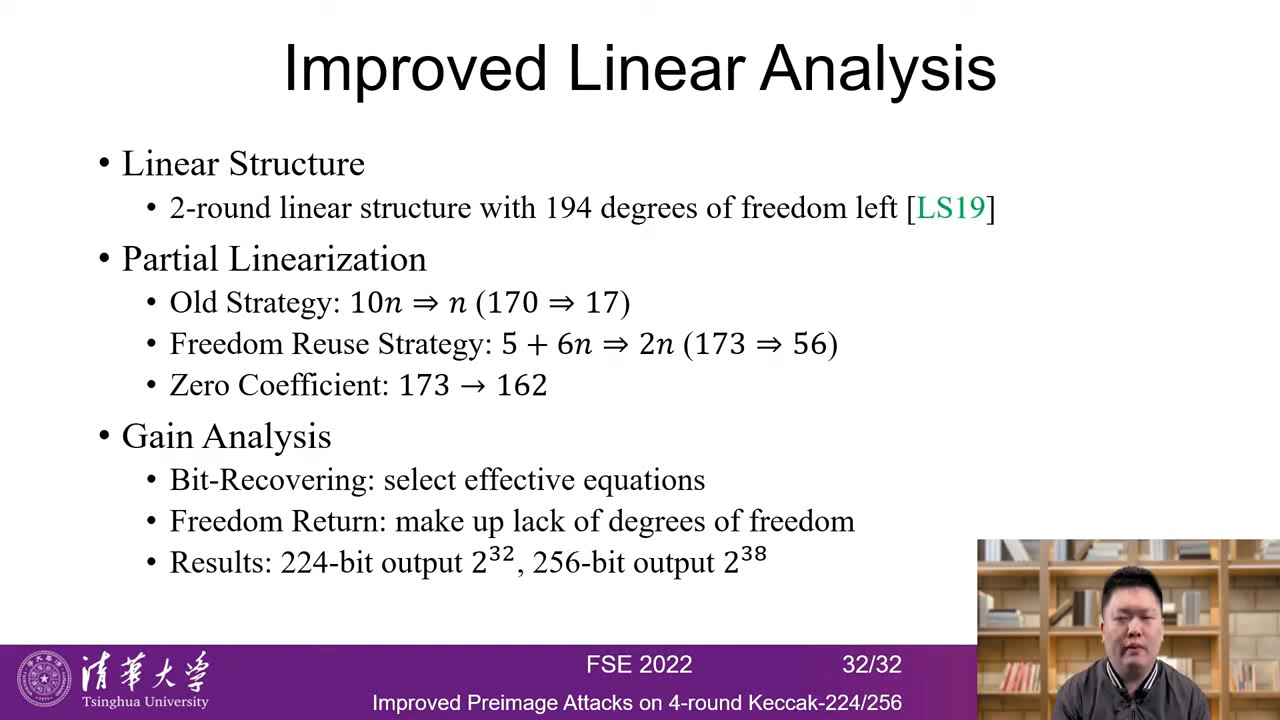 Improved Linear Analysis
• Linear Structure
• 2-round linear structure with 194 degrees of freedom left [LS19]
• Partial Linearization
• Old Strategy: 10𝑛 ⇒ 𝑛 (170 ⇒ 17)
• Freedom Reuse Strategy: 5 + 6𝑛 ⇒ 2𝑛 (173 ⇒ 56)
• Zero Coefficient: 173 → 162
• Gain Analysis
• Bit-Recovering: select effective equations
• Freedom Return: make up lack of degrees of freedom
• Results: 224-bit output 2³², 256-bit output 2³⁸
清華大学
Tsinghua University
FSE 2022
32/32
Improved Preimage Attacks on 4-round Keccak-224/256